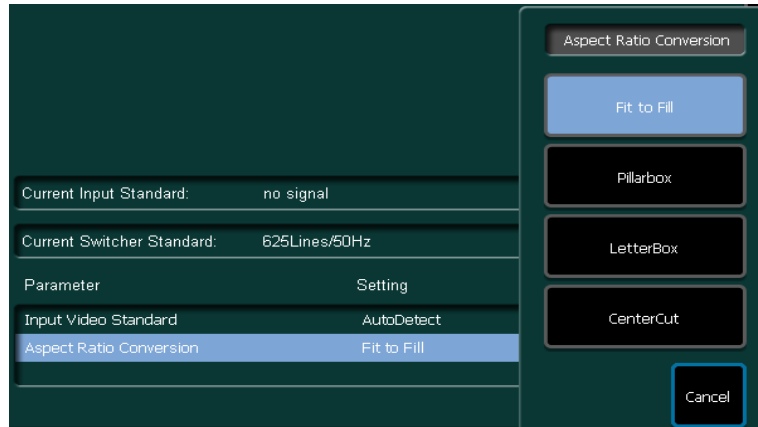 Aspect Ratio Conversion
Fit to Fill
Pillarbox
LetterBox
CenterCut
Cancel
Current Input Standard: no signal
Current Switcher Standard: 625Lines/50Hz
Parameter Setting
Input Video Standard AutoDetect
Aspect Ratio Conversion Fit to Fill